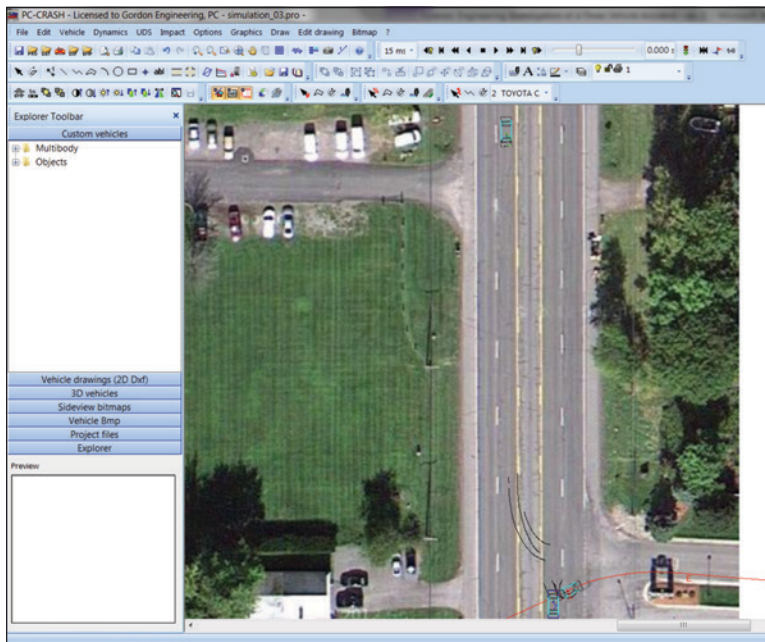 PC-CRASH - Licensed to Gordon Engineering, PC - simulation_03.pro -
File Edit Vehicle Dynamics UDS Impact Options Graphics Draw Edit drawing Bitmap ?
15 ms 0.000 s
1
2 TOYOTA C
Explorer Toolbar ×
Custom vehicles
Multibody
Objects
Vehicle drawings (2D Dxf)
3D vehicles
Sideview bitmaps
Vehicle Bmp
Project files
Explorer
Preview